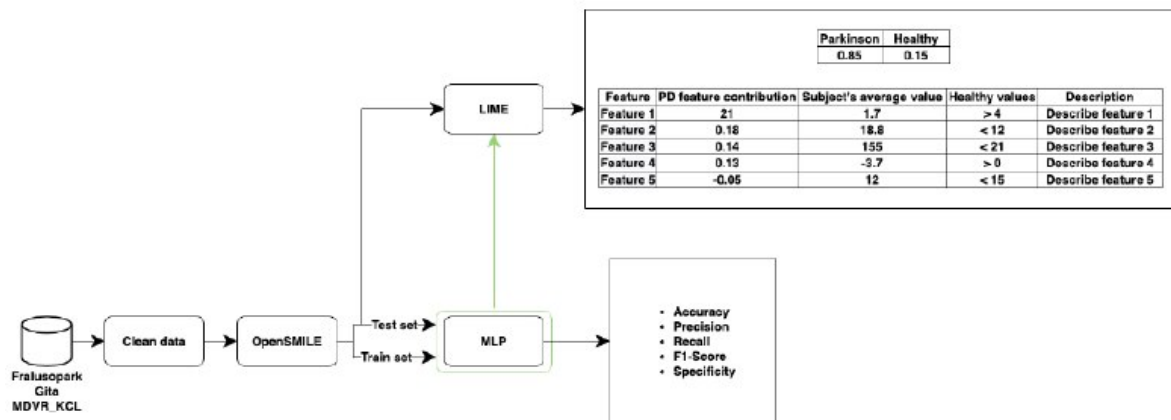 Parkinson Healthy
0.85 0.15
LIME
Feature PD feature contribution Subject's average value Healthy values Description
Feature 1 21 1.7 > 4 Describe feature 1
Feature 2 0.18 18.8 < 12 Describe feature 2
Feature 3 0.14 155 < 21 Describe feature 3
Feature 4 0.13 -3.7 > 0 Describe feature 4
Feature 5 -0.05 12 < 15 Describe feature 5
Clean data
OpenSMILE
Test set
Train set
MLP
• Accuracy
• Precision
• Recall
• F1-Score
• Specificity
Fralusopark
Gita
MDVR_KCL